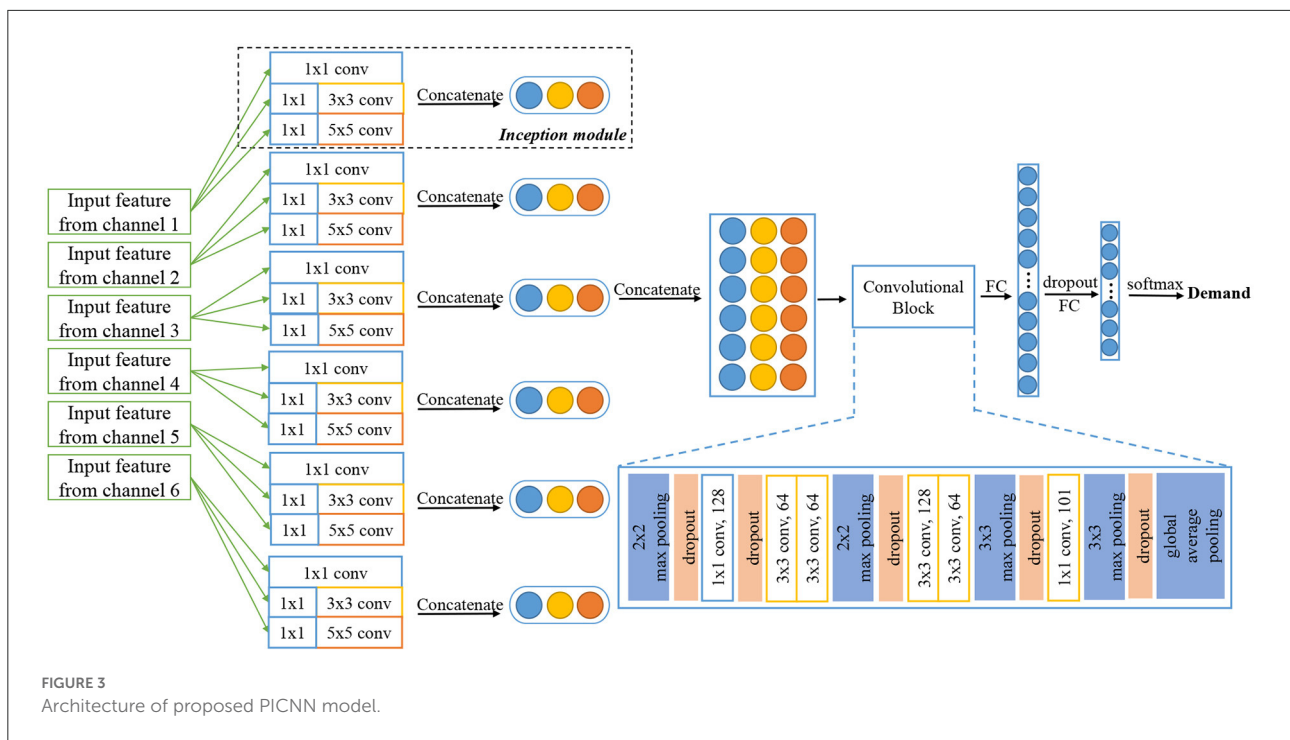 Input feature
from channel 1
Input feature
from channel 2
Input feature
from channel 3
Input feature
from channel 4
Input feature
from channel 5
Input feature
from channel 6
1x1 conv
1x1 3x3 conv
1x1 5x5 conv
Concatenate
Inception module
1x1 conv
1x1 3x3 conv
1x1 5x5 conv
Concatenate
1x1 conv
1x1 3x3 conv
1x1 5x5 conv
Concatenate
1x1 conv
1x1 3x3 conv
1x1 5x5 conv
Concatenate
1x1 conv
1x1 3x3 conv
1x1 5x5 conv
Concatenate
1x1 conv
1x1 3x3 conv
1x1 5x5 conv
Concatenate
Concatenate
Convolutional
Block
FC
dropout
FC
softmax
Demand
2x2
max pooling
dropout
1x1 conv, 128
dropout
3x3 conv, 64
3x3 conv, 64
2x2
max pooling
dropout
3x3 conv, 128
3x3 conv, 64
3x3
max pooling
dropout
1x1 conv, 101
3x3
max pooling
dropout
global
average
pooling
FIGURE 3
Architecture of proposed PICNN model.